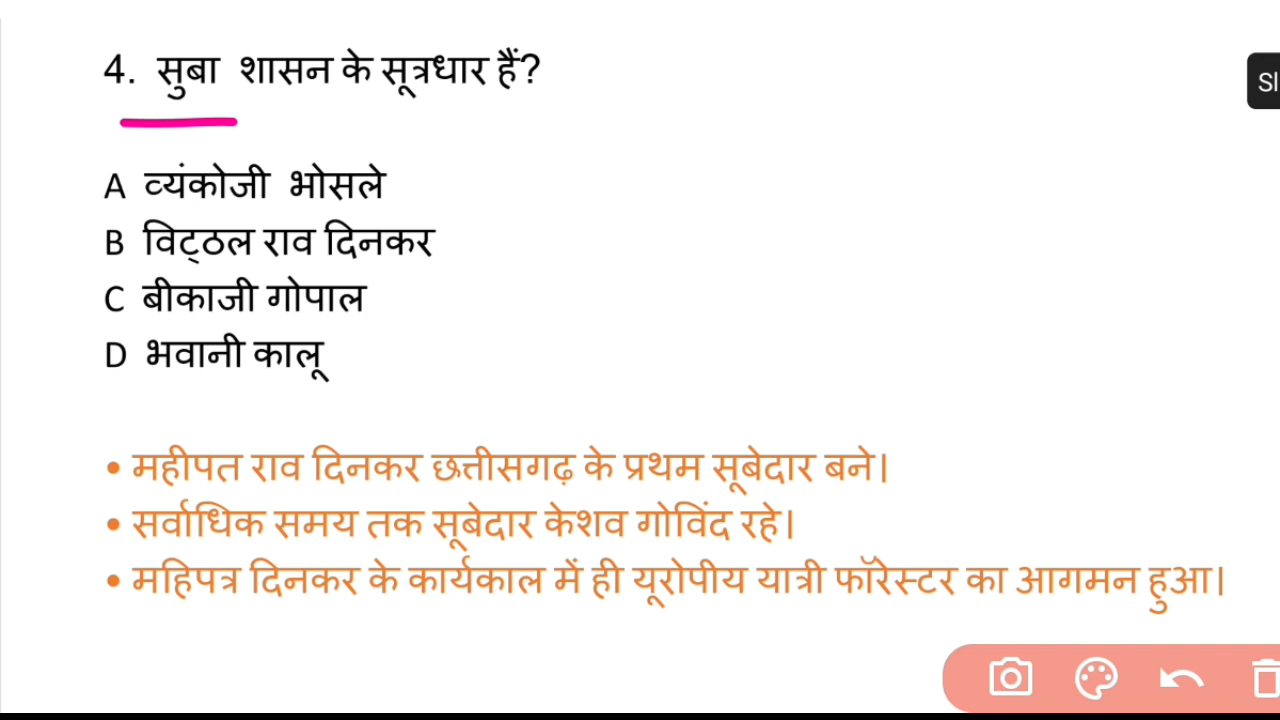 4. सुबा शासन के सूत्रधार हैं?
Sl
A व्यंकोजी भोसले
B विट्ठल राव दिनकर
C बीकाजी गोपाल
D भवानी कालू
• महीपत राव दिनकर छत्तीसगढ़ के प्रथम सूबेदार बने।
• सर्वाधिक समय तक सूबेदार केशव गोविंद रहे।
• महिपत्र दिनकर के कार्यकाल में ही यूरोपीय यात्री फॉरेस्टर का आगमन हुआ।